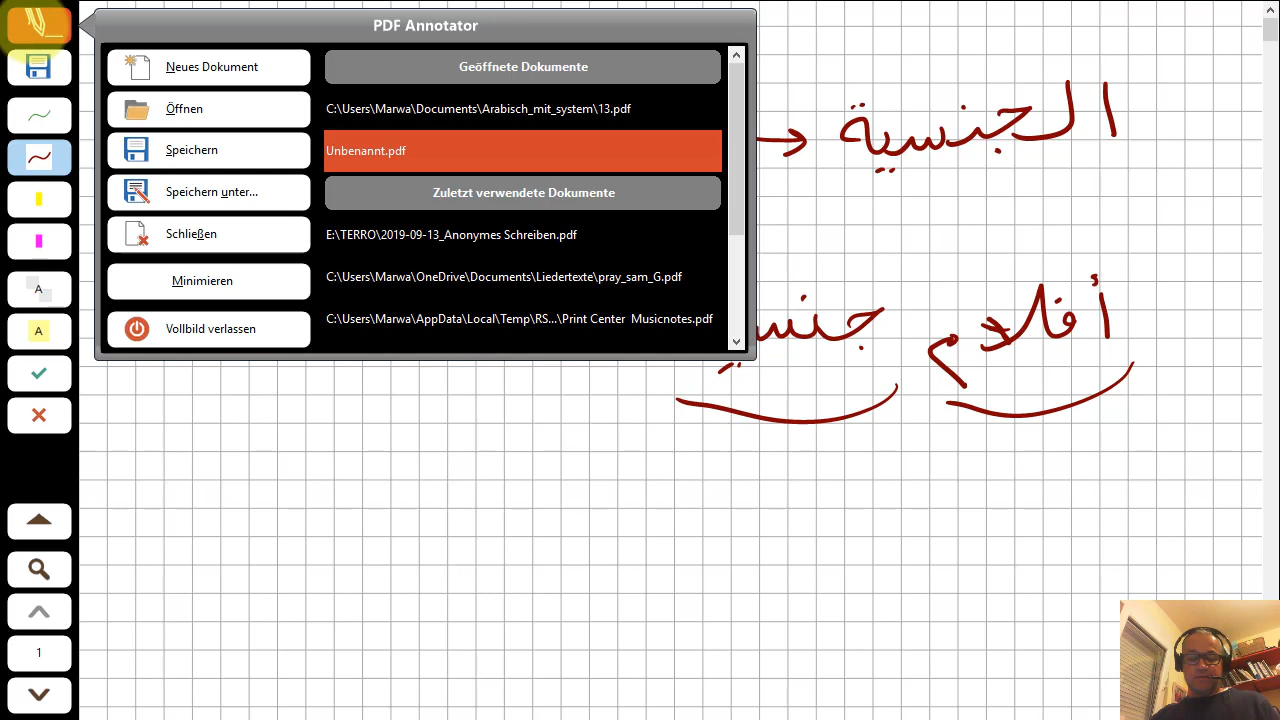 PDF Annotator
Neues Dokument
Öffnen
Speichern
Speichern unter...
Schließen
Minimieren
Vollbild verlassen
Geöffnete Dokumente
C:\Users\Marwa\Documents\Arabisch_mit_system\13.pdf
Unbenannt.pdf
Zuletzt verwendete Dokumente
E:\TERRO\2019-09-13_Anonymes Schreiben.pdf
C:\Users\Marwa\OneDrive\Documents\Liedertexte\pray_sam_G.pdf
C:\Users\Marwa\AppData\Local\Temp\RS...\Print Center Musicnotes.pdf
A
A
1
الجنسية
أفلام